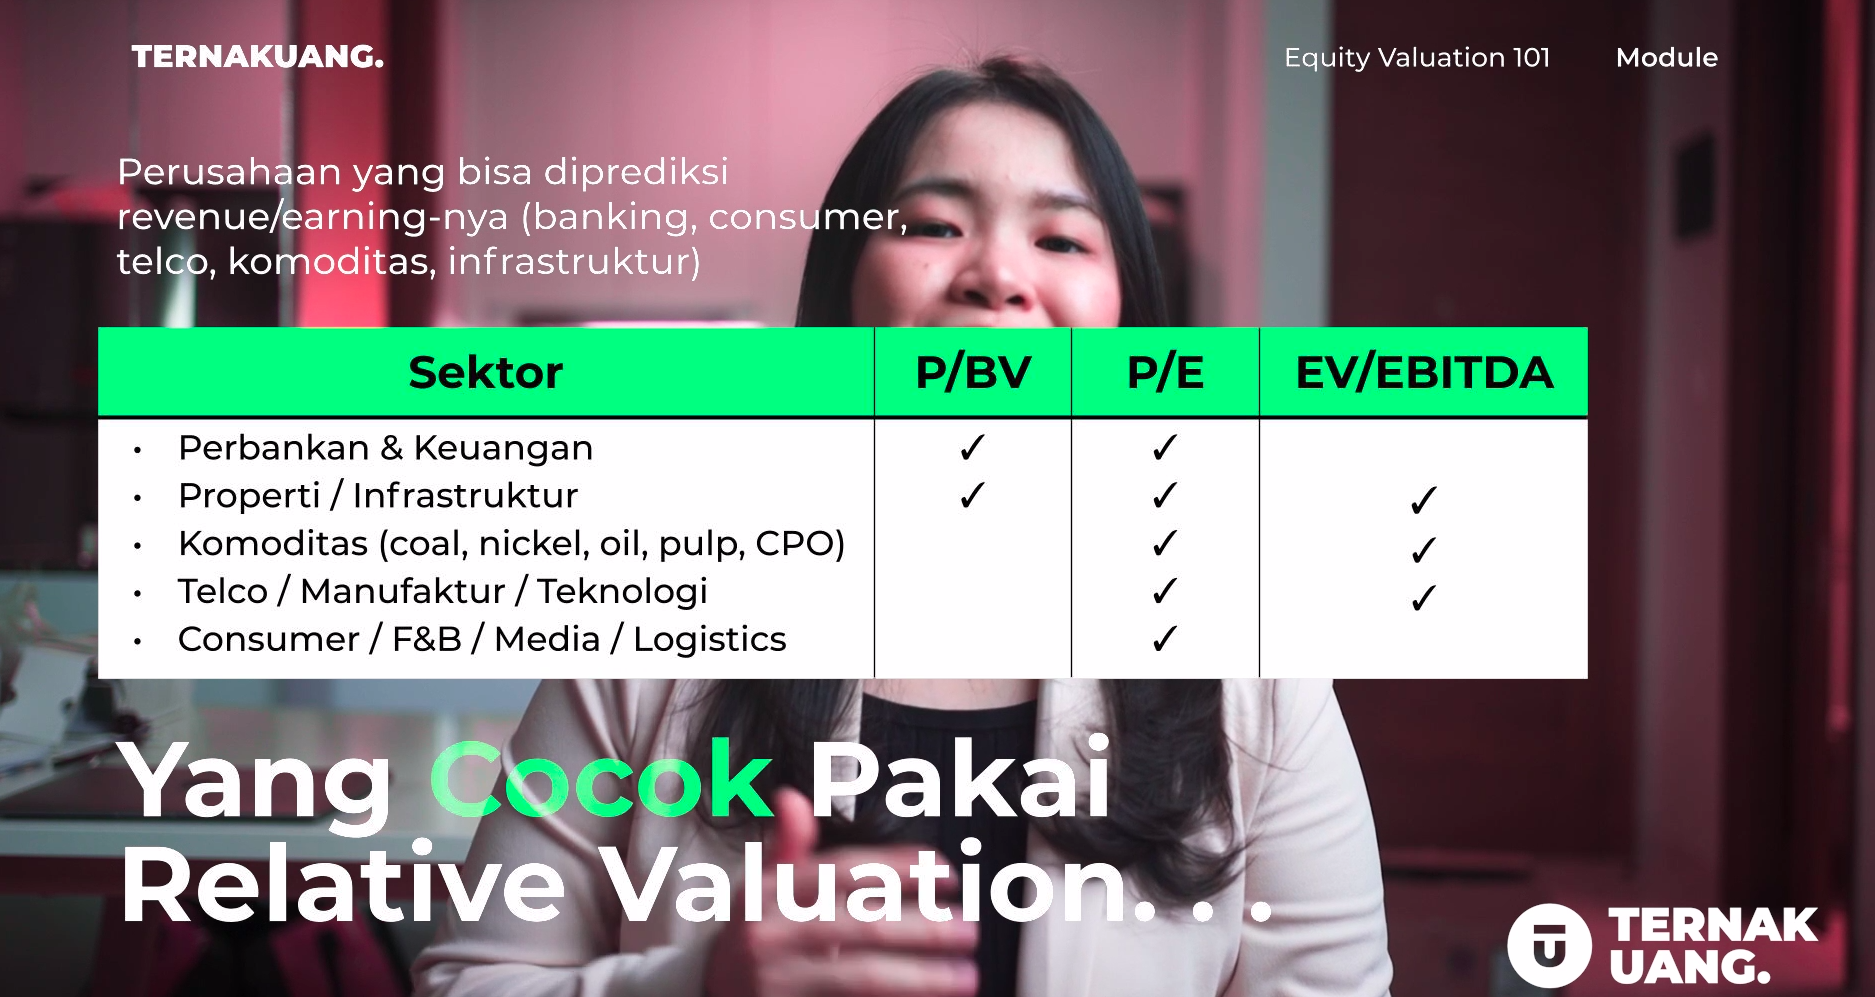 TERNAKUANG.
Equity Valuation 101 Module
Perusahaan yang bisa diprediksi
revenue/earning-nya (banking, consumer,
telco, komoditas, infrastruktur)
Sektor P/BV P/E EV/EBITDA
• Perbankan & Keuangan ✓ ✓
• Properti / Infrastruktur ✓ ✓ ✓
• Komoditas (coal, nickel, oil, pulp, CPO) ✓ ✓
• Telco / Manufaktur / Teknologi ✓ ✓
• Consumer / F&B / Media / Logistics ✓
Yang Cocok Pakai
Relative Valuation. . .
TERNAK
UANG.